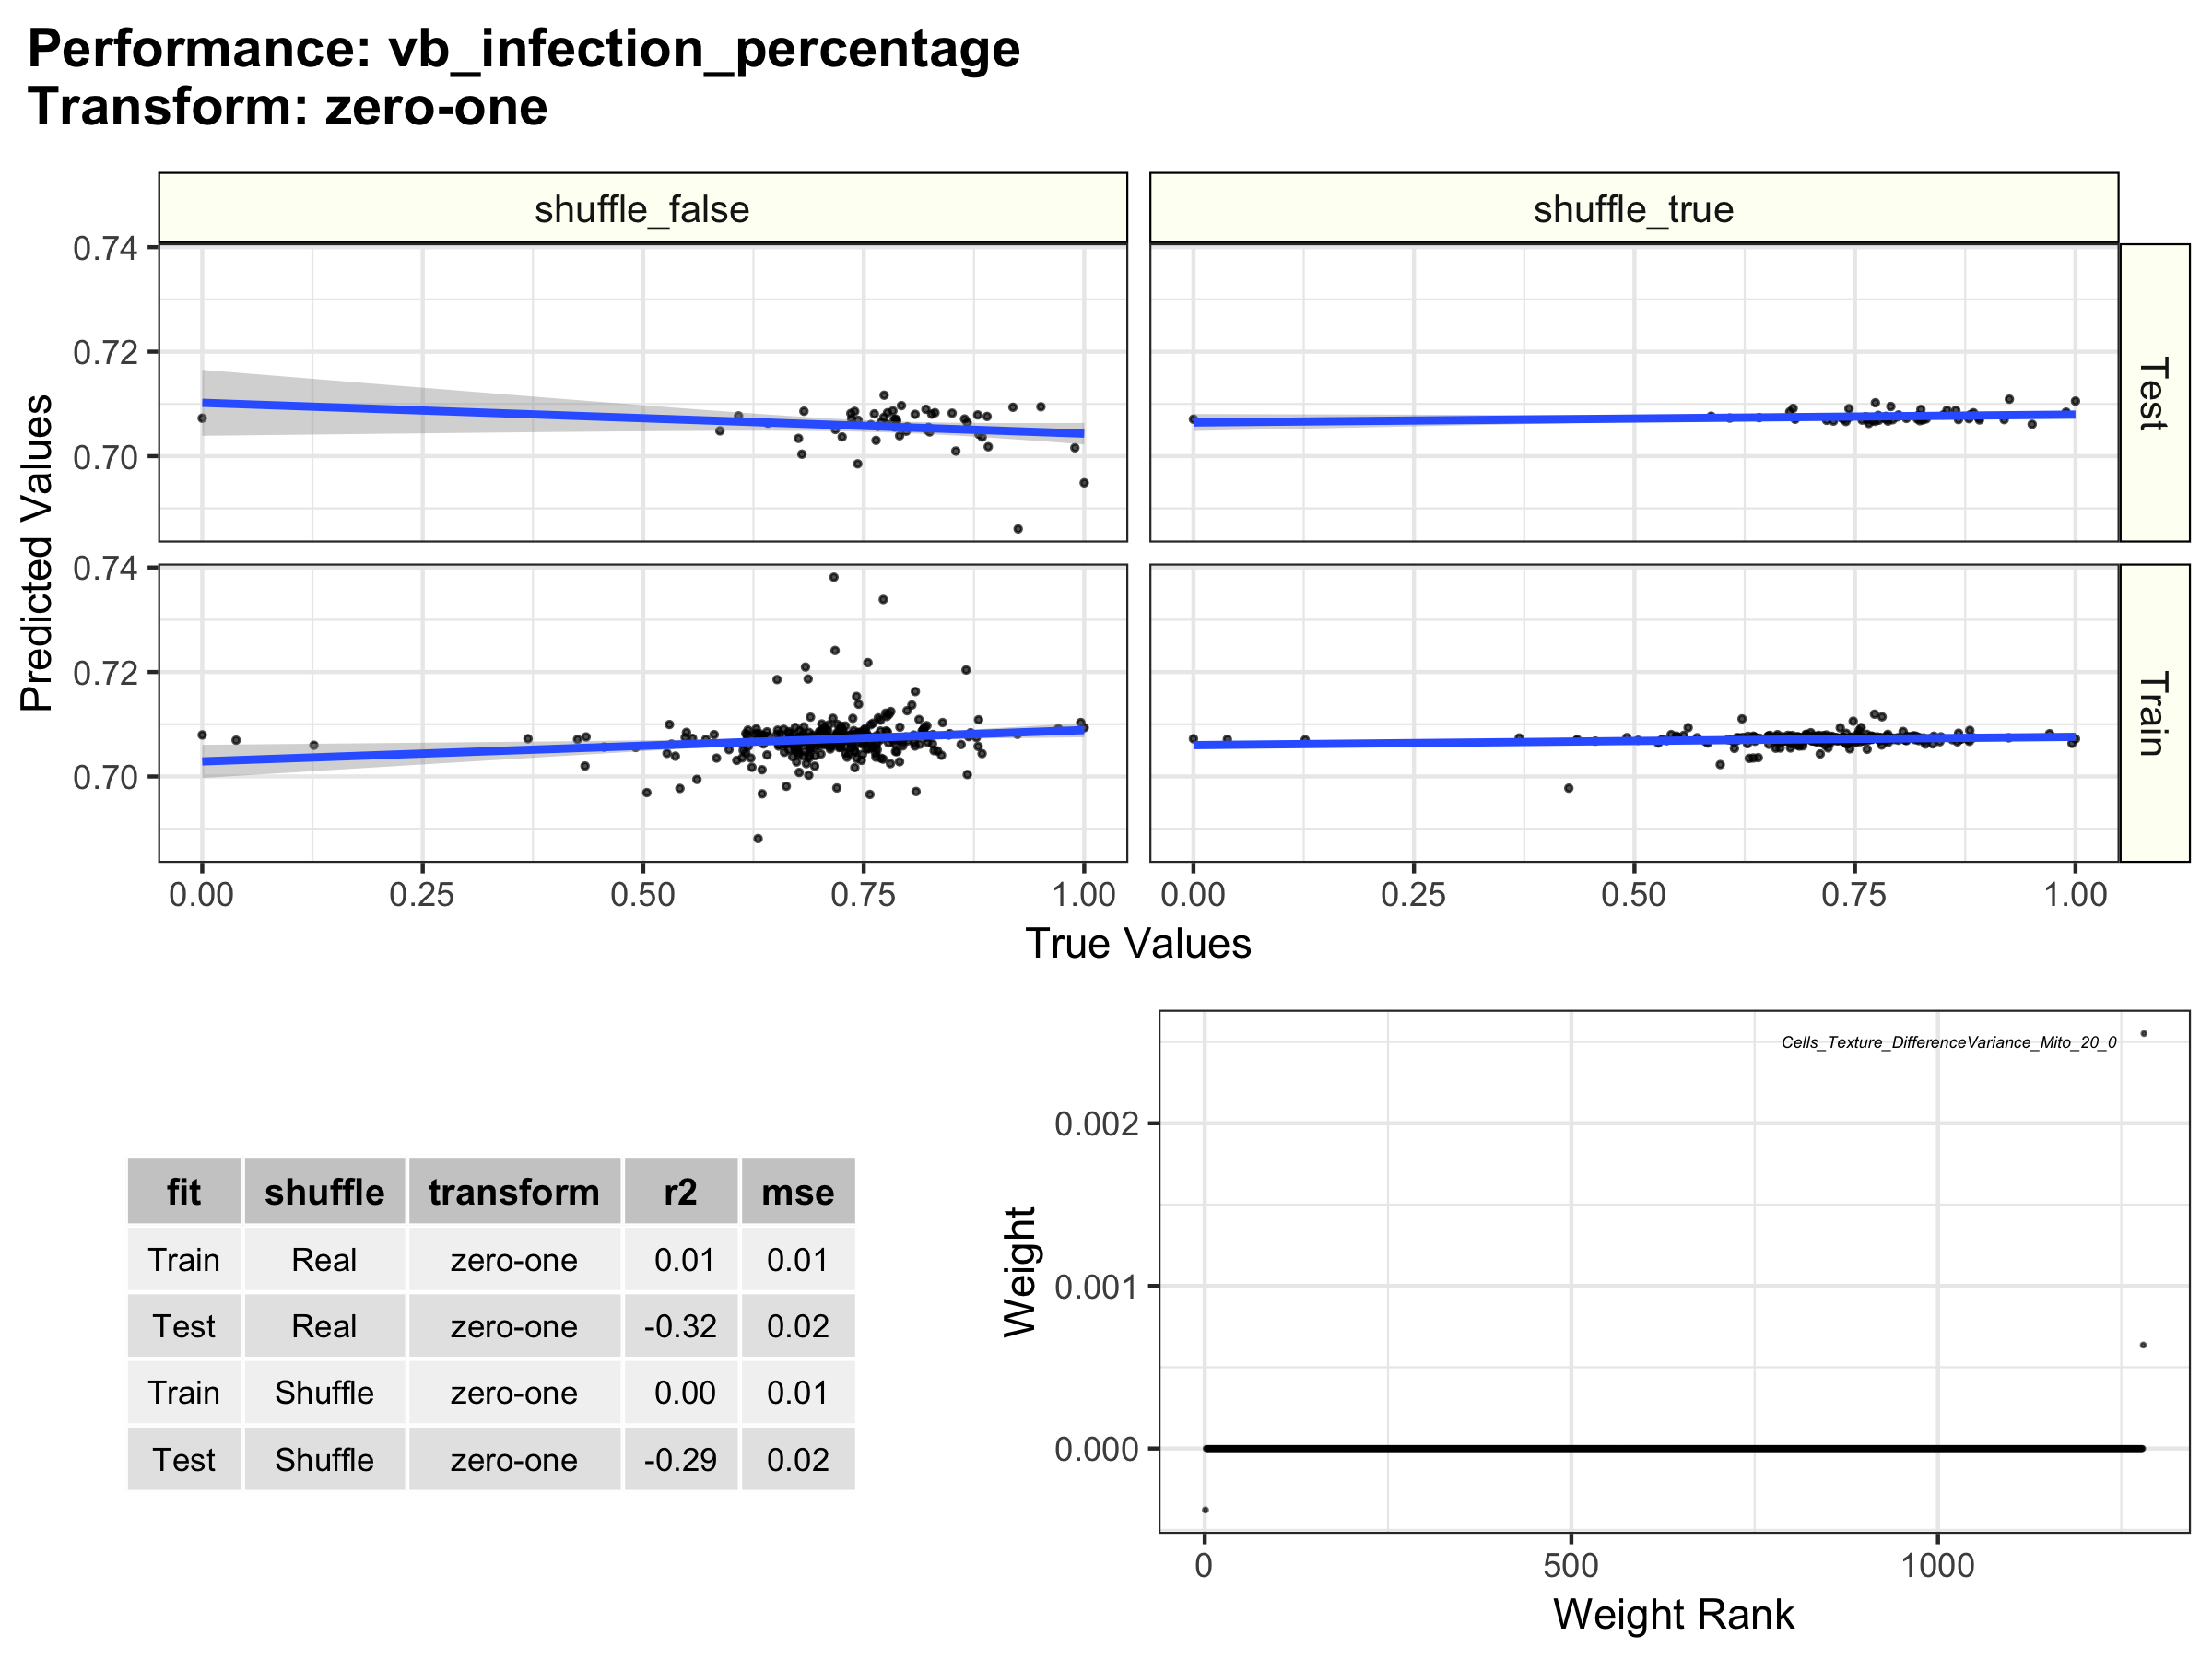 Performance: vb_infection_percentage
Transform: zero-one
shuffle_false
shuffle_true
0.74
0.72
0.70
Test
0.74
0.72
0.70
Train
Predicted Values
0.00
0.25
0.50
0.75
1.00
0.00
0.25
0.50
0.75
1.00
True Values
fit shuffle transform r2 mse
Train Real zero-one 0.01 0.01
Test Real zero-one -0.32 0.02
Train Shuffle zero-one 0.00 0.01
Test Shuffle zero-one -0.29 0.02
Cells_Texture_DifferenceVariance_Mito_20_0
0.002
0.001
0.000
Weight
0
500
1000
Weight Rank